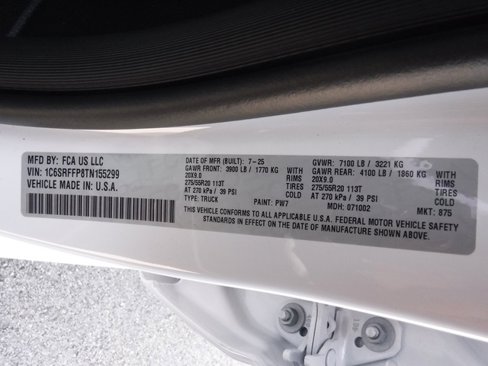 MFD BY: FCA US LLC
DATE OF MFR (BUILT): 7-25
GVWR: 7100 LB / 3221 KG
VIN: 1C6SRFFP8TN155299
GAWR FRONT: 3900 LB / 1770 KG WITH
GAWR REAR: 4100 LB / 1860 KG WITH
20X9.0 RIMS
20X9.0 RIMS
VEHICLE MADE IN: U.S.A.
275/55R20 113T TIRES
275/55R20 113T TIRES
AT 270 kPa / 39 PSI COLD
AT 270 kPa / 39 PSI COLD
TYPE: TRUCK PAINT: PW7 MDH: 071002 MKT: 875
THIS VEHICLE CONFORMS TO ALL APPLICABLE U.S.A. FEDERAL MOTOR VEHICLE SAFETY
STANDARDS IN EFFECT ON THE DATE OF MANUFACTURE SHOWN ABOVE.